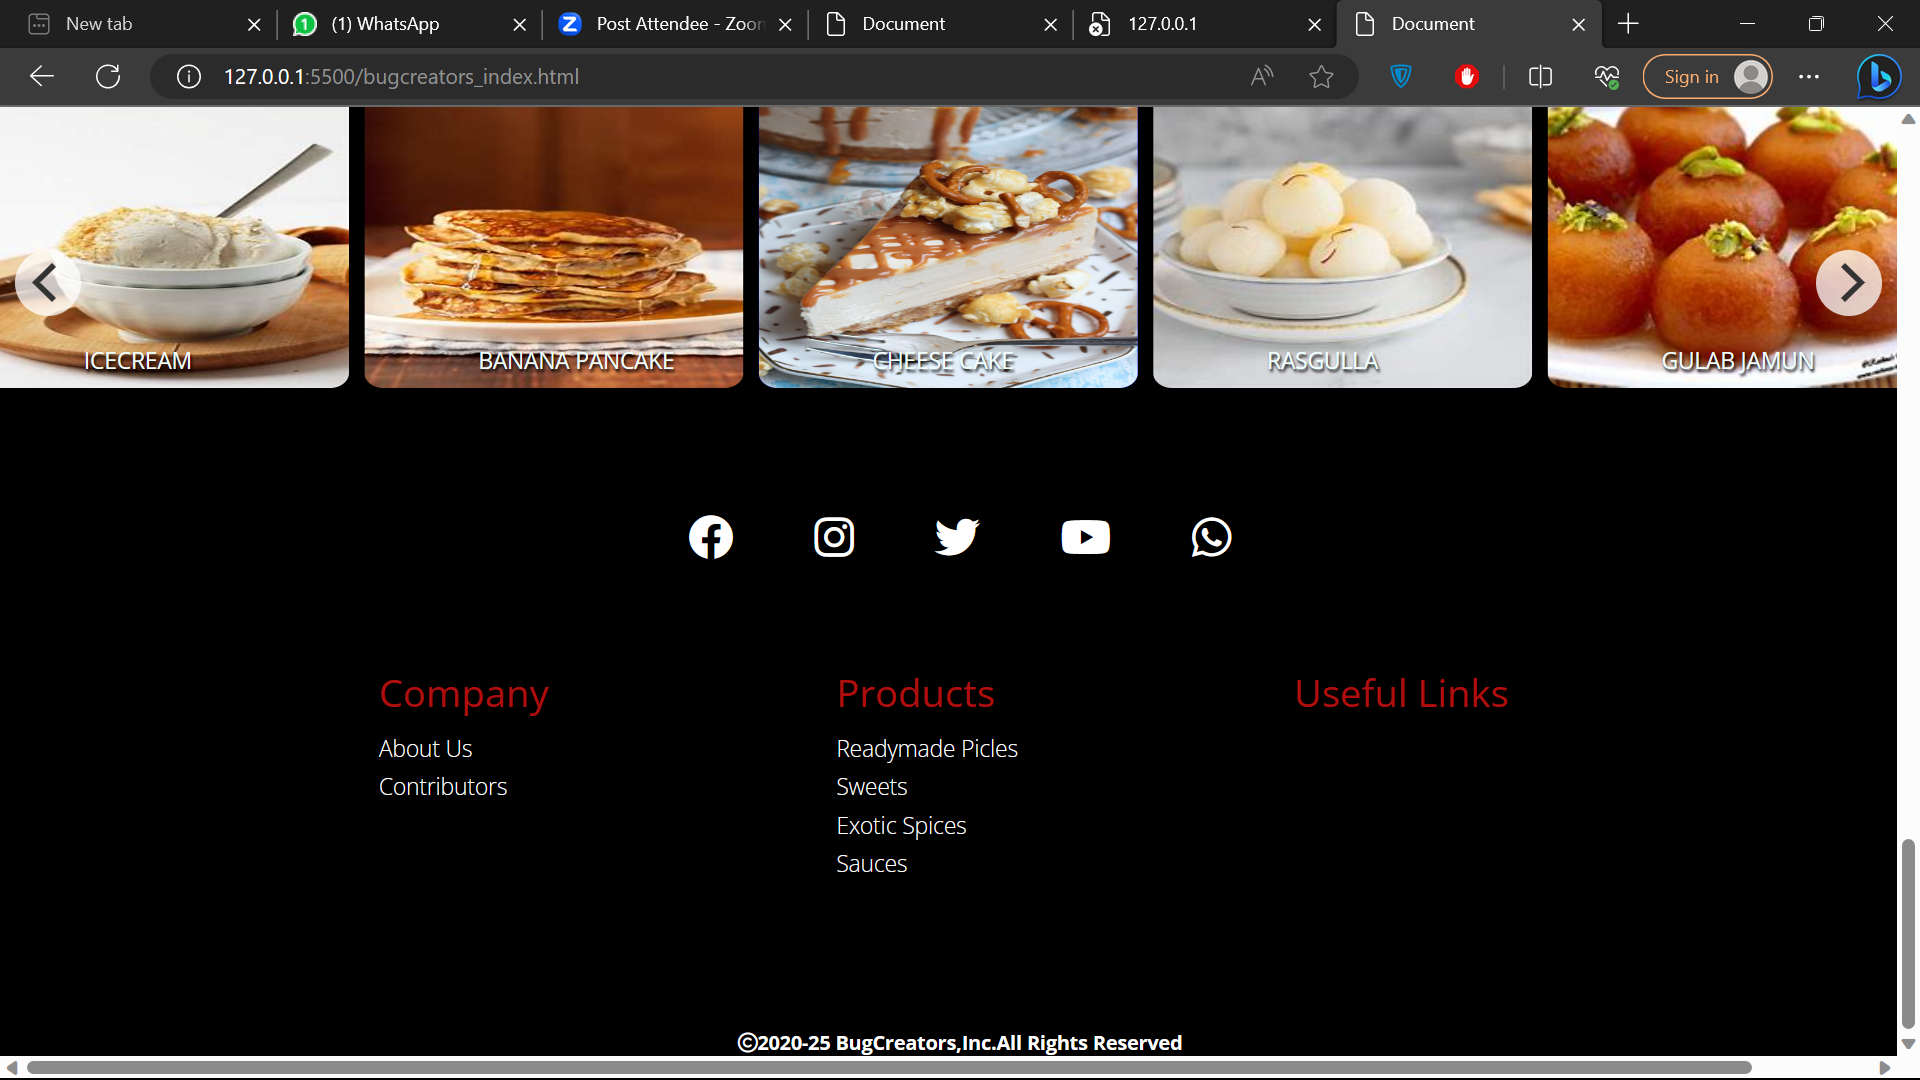 New tab
(1) WhatsApp
Post Attendee - Zoom
Document
127.0.0.1
Document
127.0.0.1:5500/bugcreators_index.html
Sign in
ICECREAM
BANANA PANCAKE
CHEESE CAKE
RASGULLA
GULAB JAMUN
Company
Products
Useful Links
About Us
Readymade Picles
Contributors
Sweets
Exotic Spices
Sauces
©2020-25 BugCreators,Inc.All Rights Reserved